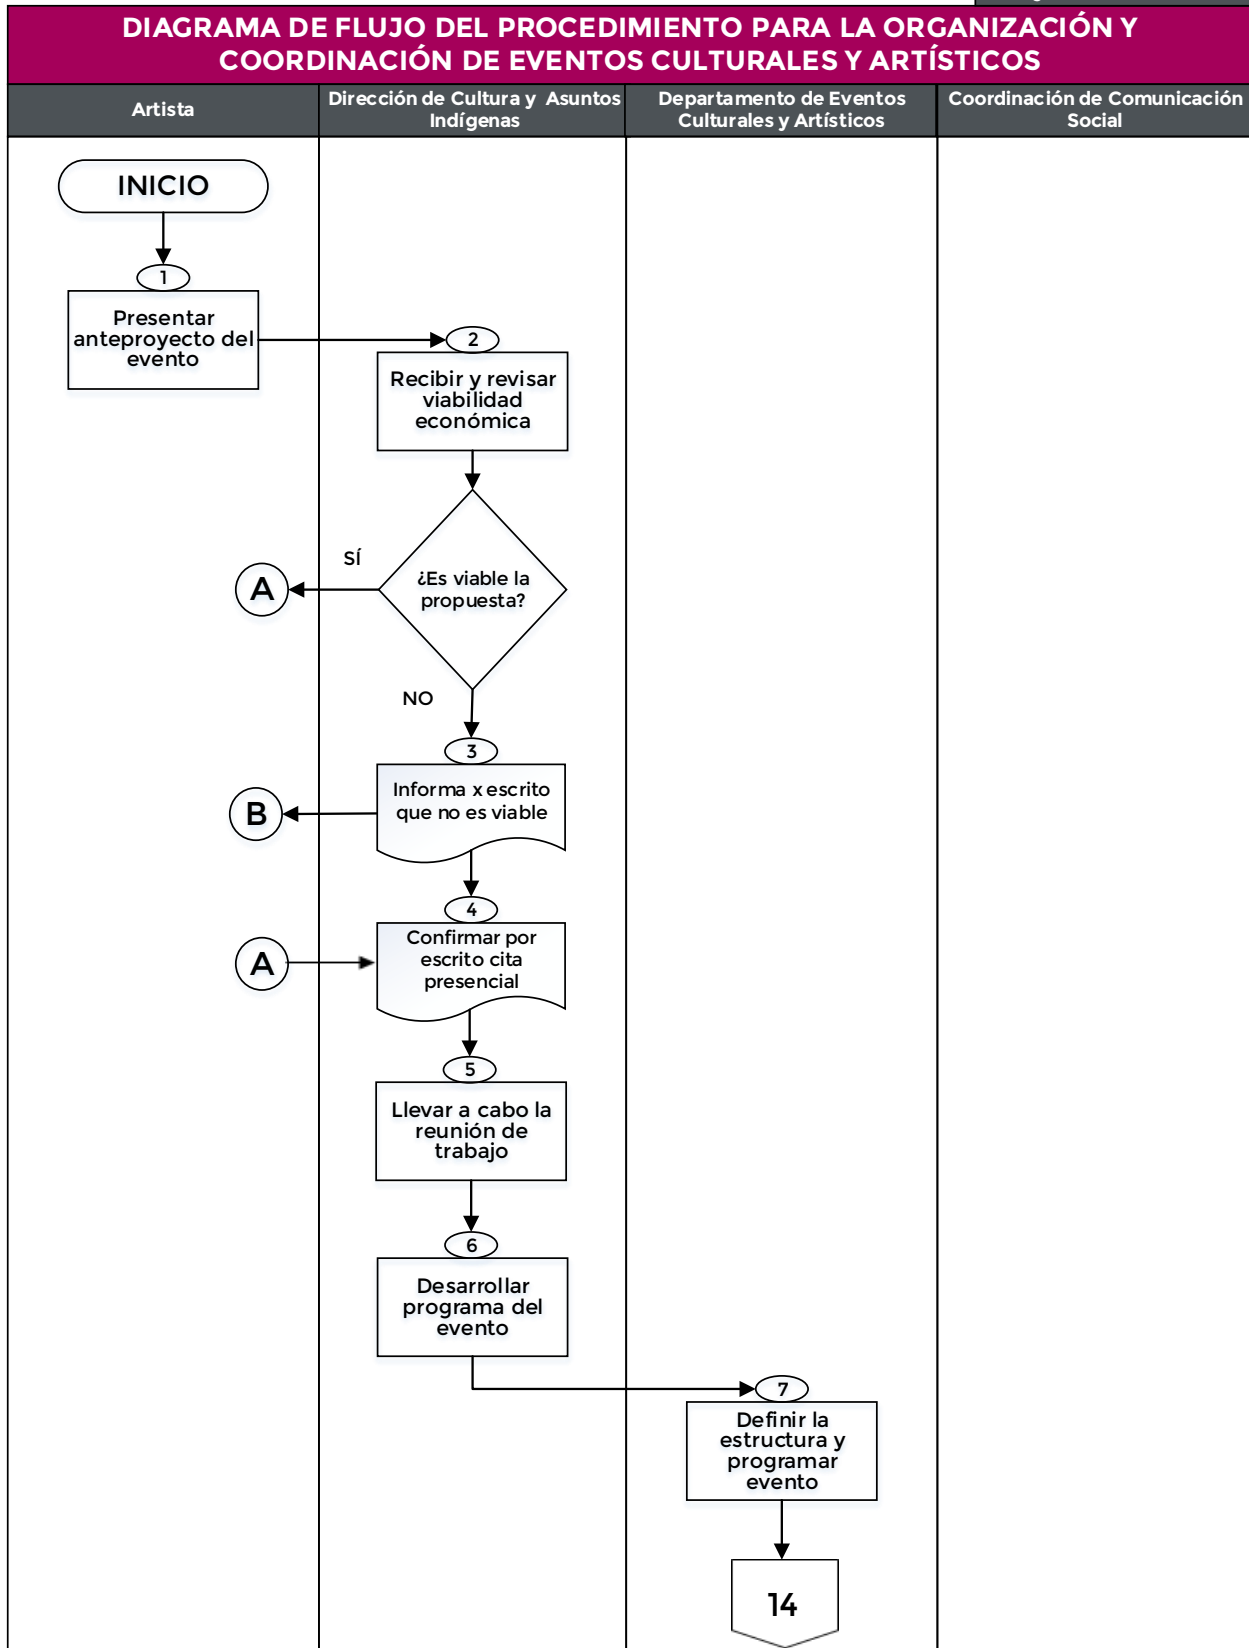 DIAGRAMA DE FLUJO DEL PROCEDIMIENTO PARA LA ORGANIZACIÓN Y
COORDINACIÓN DE EVENTOS CULTURALES Y ARTÍSTICOS
Artista
Dirección de Cultura y Asuntos
Indígenas
Departamento de Eventos
Culturales y Artísticos
Coordinación de Comunicación
Social
INICIO
1
Presentar
anteproyecto del
evento
2
Recibir y revisar
viabilidad
económica
¿Es viable la
propuesta?
SÍ
A
NO
3
Informa x escrito
que no es viable
B
4
Confirmar por
escrito cita
presencial
A
5
Llevar a cabo la
reunión de
trabajo
6
Desarrollar
programa del
evento
7
Definir la
estructura y
programar
evento
14